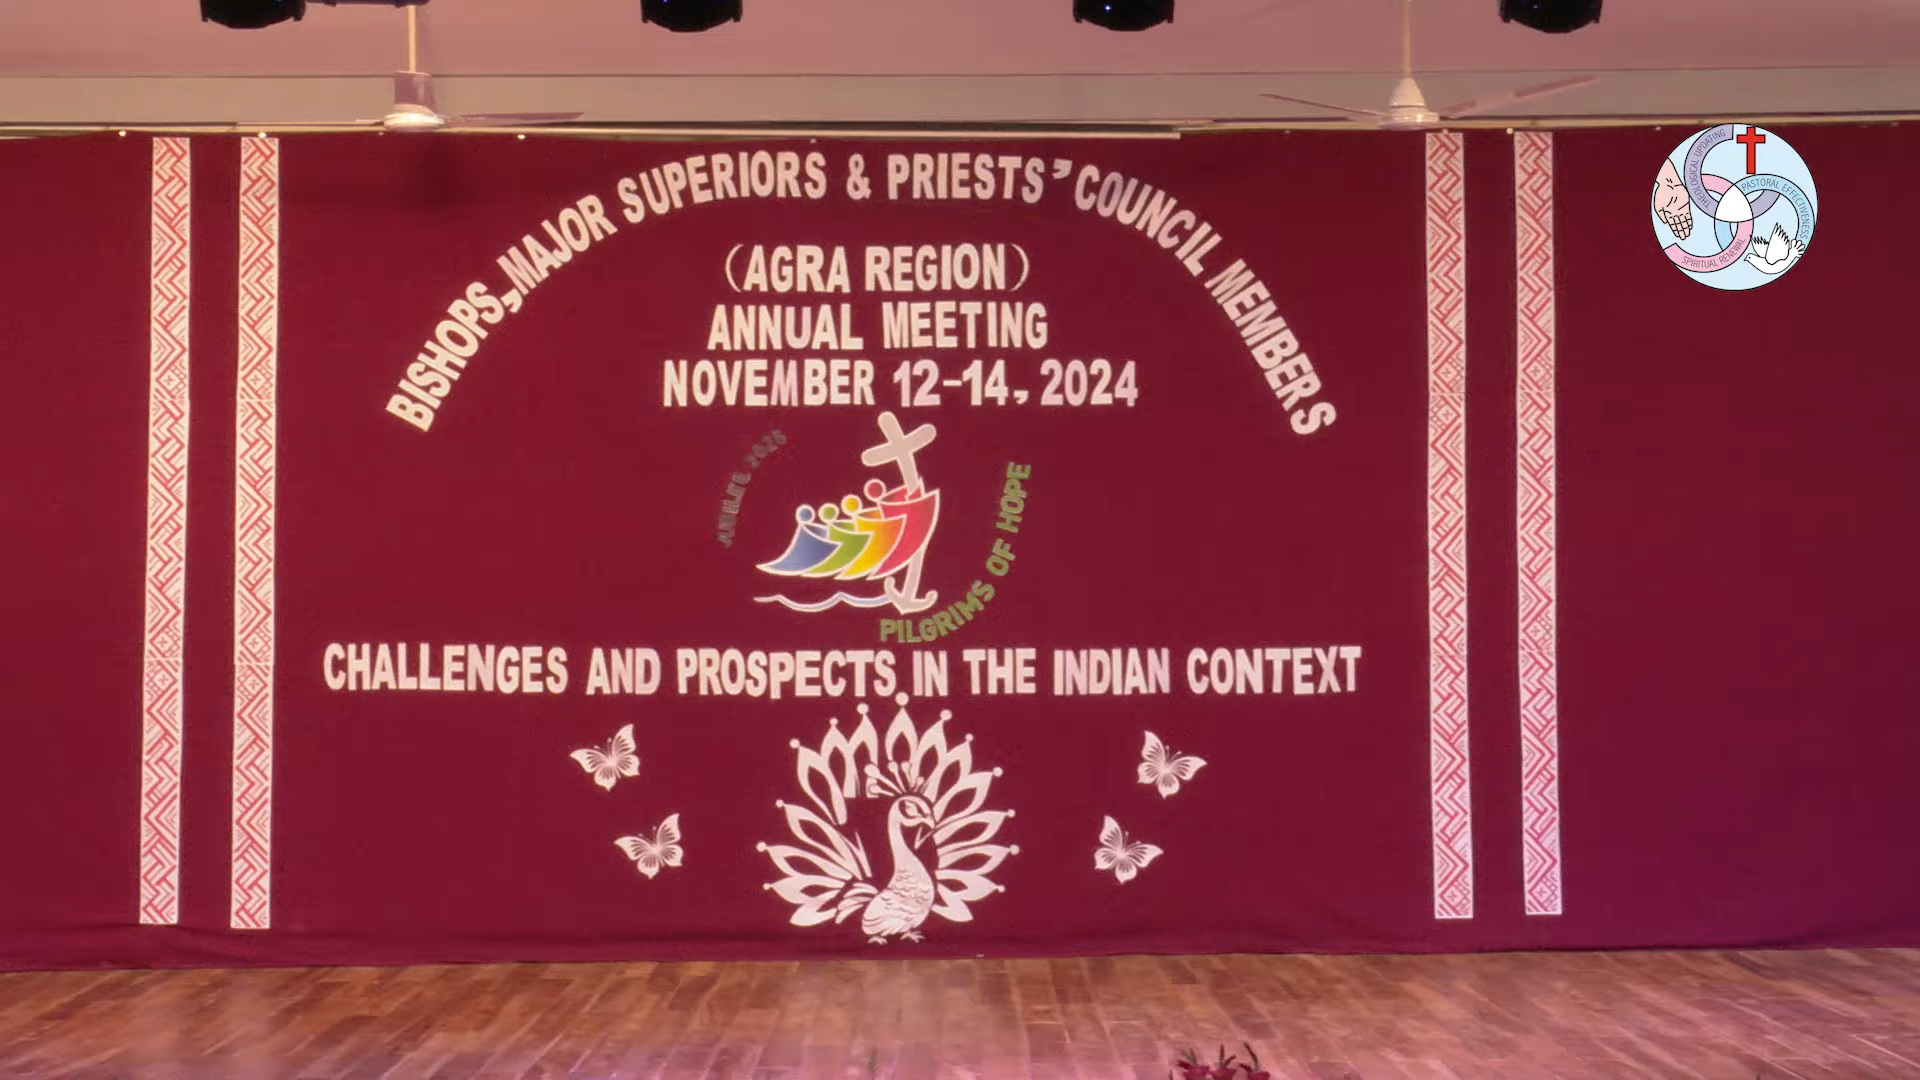 BISHOPS, MAJOR SUPERIORS & PRIESTS' COUNCIL MEMBERS
(AGRA REGION)
ANNUAL MEETING
NOVEMBER 12-14, 2024
JUBILEE 2025
PILGRIMS OF HOPE
CHALLENGES AND PROSPECTS IN THE INDIAN CONTEXT
THEOLOGICAL UPDATING
PASTORAL EFFECTIVENESS
SPIRITUAL RENEWAL